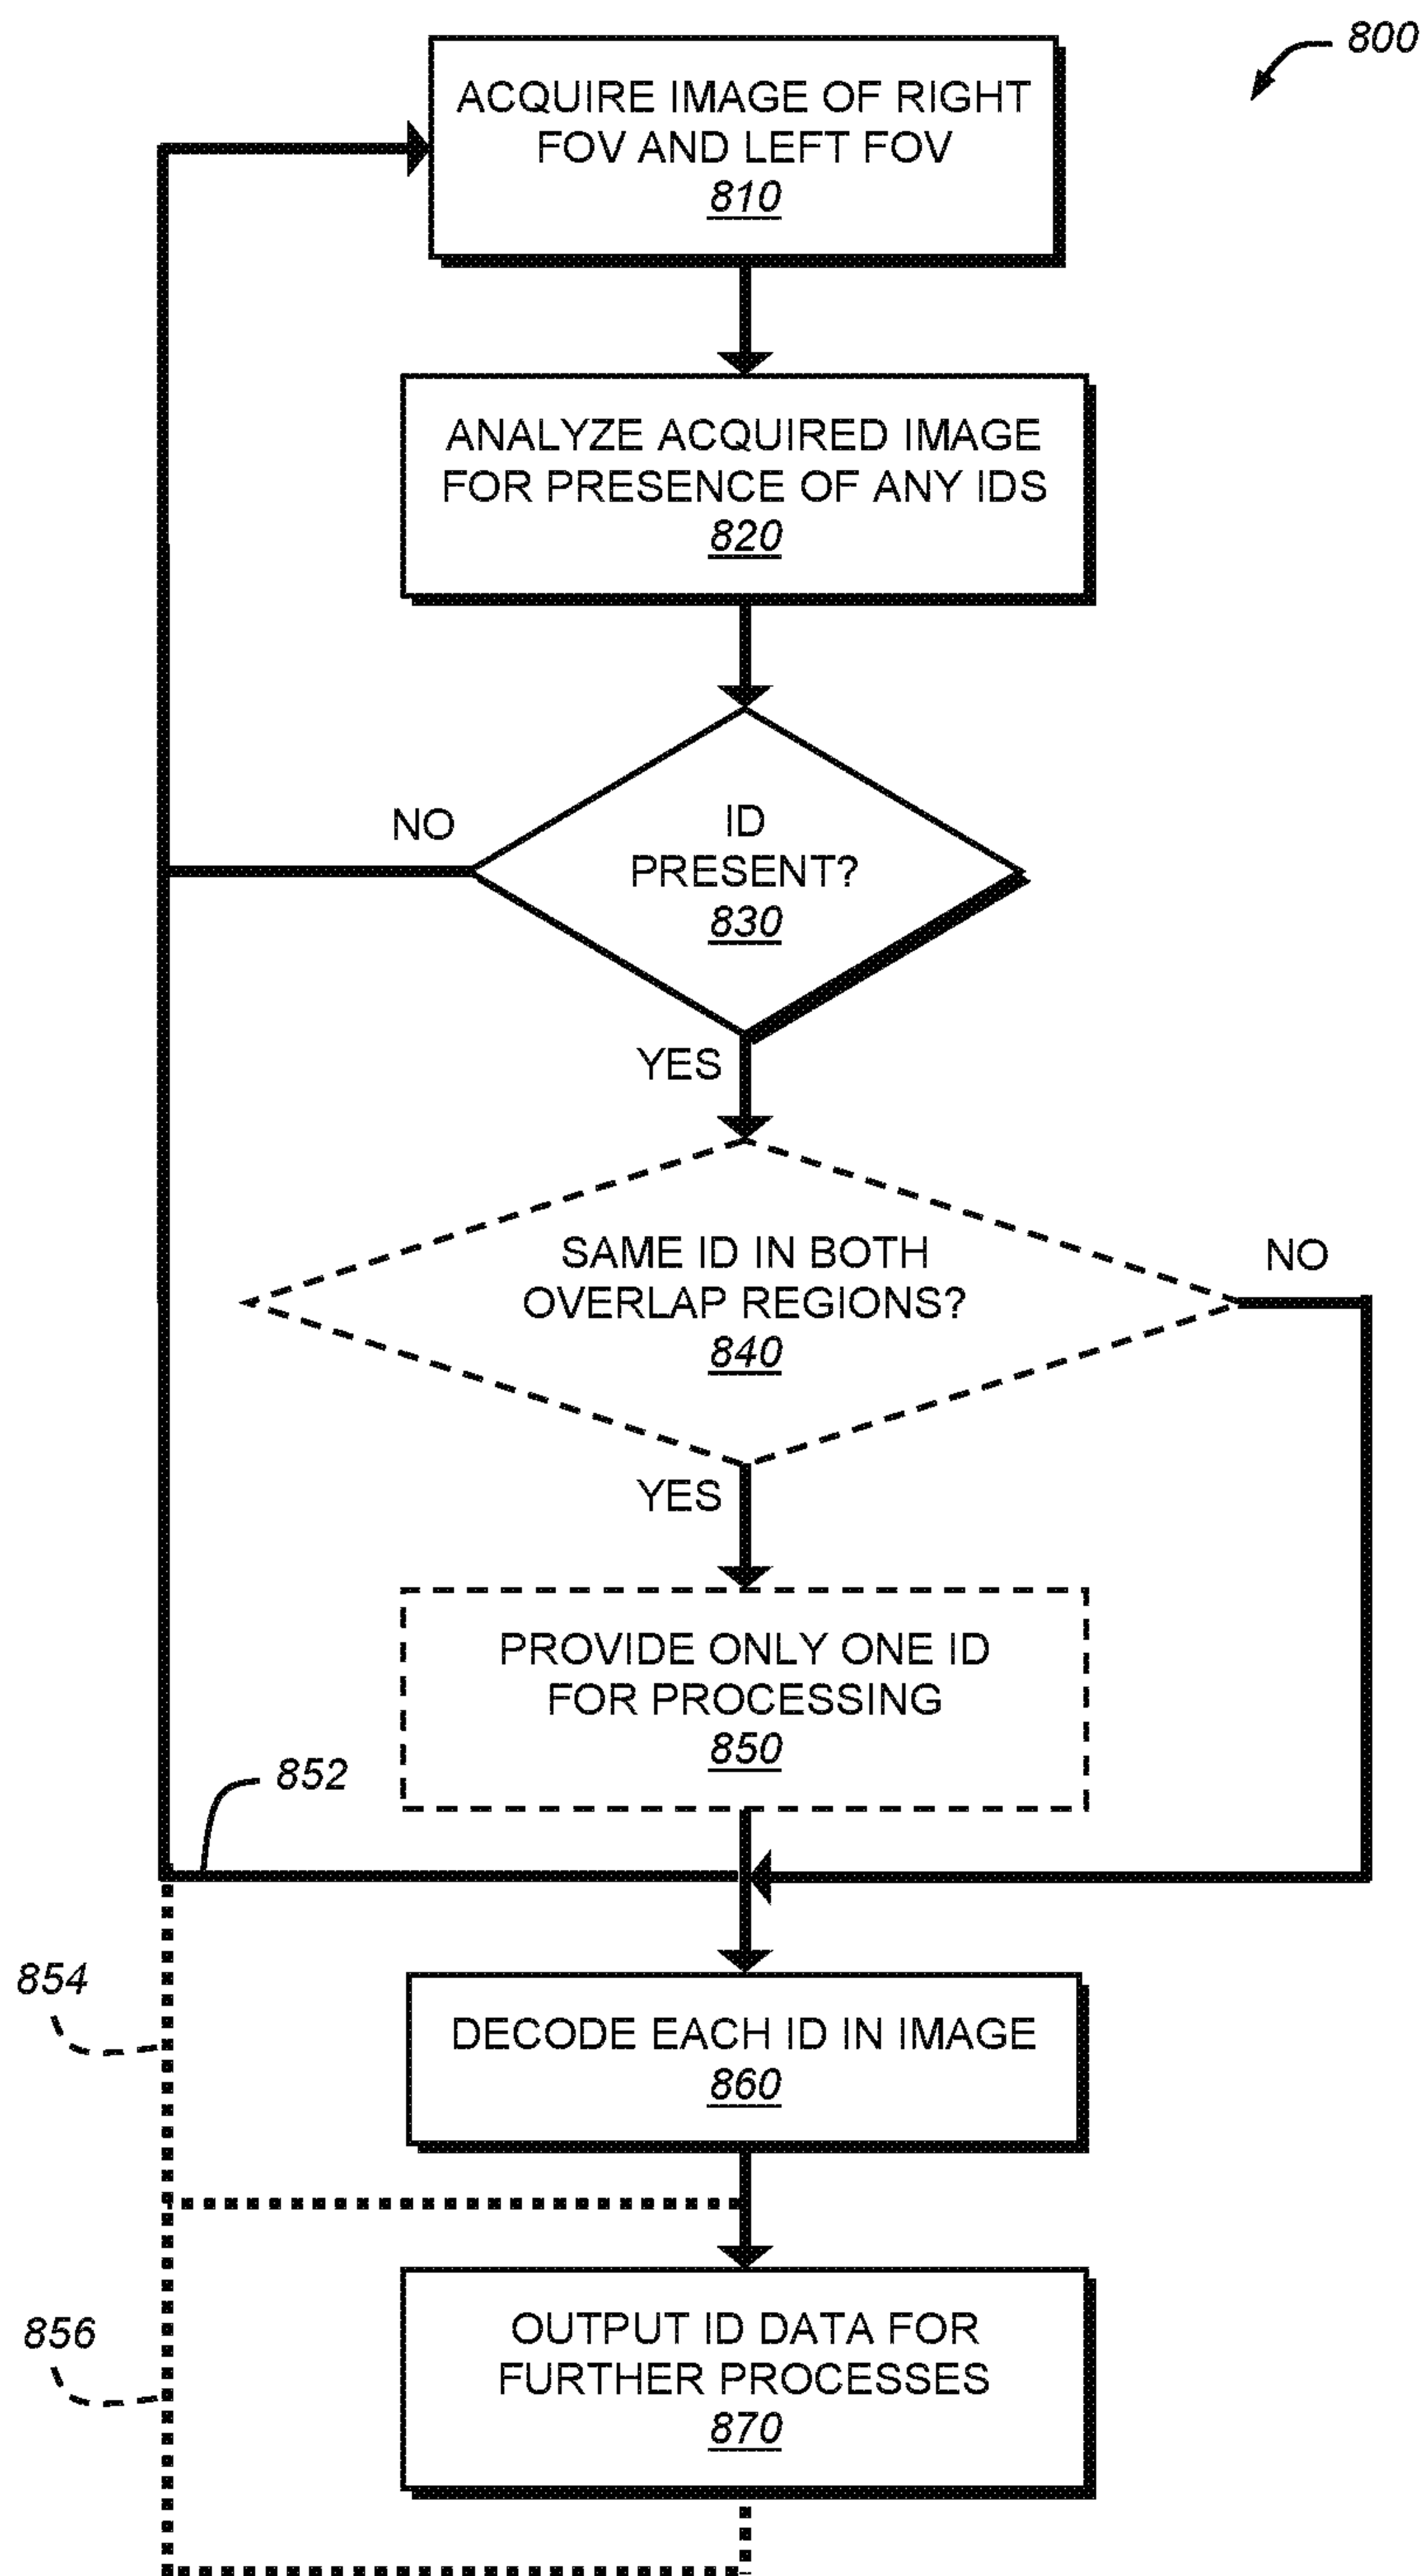 800
ACQUIRE IMAGE OF RIGHT
FOV AND LEFT FOV
810
ANALYZE ACQUIRED IMAGE
FOR PRESENCE OF ANY IDS
820
NO
ID
PRESENT?
830
YES
SAME ID IN BOTH
OVERLAP REGIONS?
840
NO
YES
PROVIDE ONLY ONE ID
FOR PROCESSING
850
852
854
DECODE EACH ID IN IMAGE
860
856
OUTPUT ID DATA FOR
FURTHER PROCESSES
870